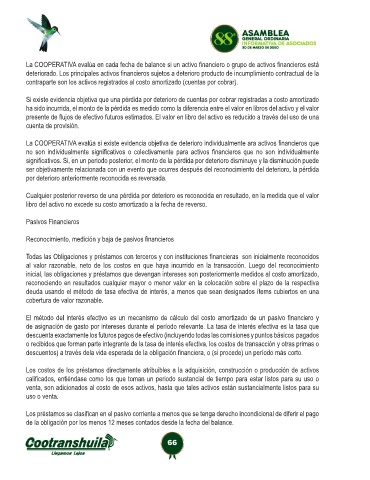 88
ASAMBLEA
GENERAL ORDINARIA
INFORMATIVA DE ASOCIADOS
La COOPERATIVA evalúa en cada fecha de balance si un activo financiero o grupo de activos financieros está
deteriorado. Los principales activos financieros sujetos a deterioro producto de incumplimiento contractual de la
contraparte son los activos registrados al costo amortizado (cuentas por cobrar).
Si existe evidencia objetiva que una pérdida por deterioro de cuentas por cobrar registradas a costo amortizado
ha sido incurrida, el monto de la pérdida es medido como la diferencia entre el valor en libros del activo y el valor
presente de flujos de efectivo futuros estimados. El valor en libro del activo es reducido a través del uso de una
cuenta de provisión.
La COOPERATIVA evalúa si existe evidencia objetiva de deterioro individualmente ara activos financieros que
no son individualmente significativos o colectivamente para activos financieros que no son individualmente
significativos. Si, en un periodo posterior, el monto de la pérdida por deterioro disminuye y la disminución puede
ser objetivamente relacionada con un evento que ocurres después del reconocimiento del deterioro, la pérdida
por deterioro anteriormente reconocida es reversada.
Cualquier posterior reverso de una pérdida por deterioro es reconocida en resultado, en la medida que el valor
libro del activo no excede su costo amortizado a la fecha de reverso.
Pasivos Financieros
Reconocimiento, medición y baja de pasivos financieros
Todas las Obligaciones y préstamos con terceros y con instituciones financieras son inicialmente reconocidos
al valor razonable, neto de los costos en que haya incurrido en la transacción. Luego del reconocimiento
inicial, las obligaciones y préstamos que devengan intereses son posteriormente medidos al costo amortizado,
reconociendo en resultados cualquier mayor o menor valor en la colocación sobre el plazo de la respectiva
deuda usando el método de tasa efectiva de interés, a menos que sean designados ítems cubiertos en una
cobertura de valor razonable.
El método del interés efectivo es un mecanismo de cálculo del costo amortizado de un pasivo financiero y
de asignación de gasto por intereses durante el período relevante. La tasa de interés efectiva es la tasa que
descuenta exactamente los futuros pagos de efectivo (incluyendo todas las comisiones y puntos básicos pagados
o recibidos que forman parte integrante de la tasa de interés efectiva, los costos de transacción y otras primas o
descuentos) a través dela vida esperada de la obligación financiera, o (si procede) un período más corto.
Los costos de los préstamos directamente atribuibles a la adquisición, construcción o producción de activos
calificados, entiéndase como los que toman un período sustancial de tiempo para estar listos para su uso o
venta, son adicionados al costo de esos activos, hasta que tales activos están sustancialmente listos para su
uso o venta.
Los préstamos se clasifican en el pasivo corriente a menos que se tenga derecho incondicional de diferir el pago
de la obligación por los menos 12 meses contados desde la fecha del balance.
Cootranshuila
Llegamos Lejos
66